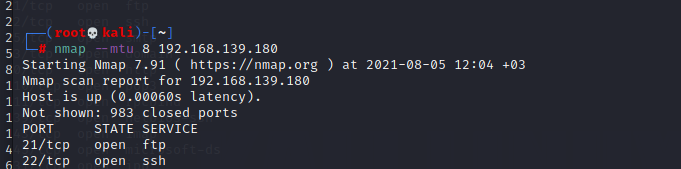 ┌──(root💀kali)-[~]
└─# nmap --mtu 8 192.168.139.180
Starting Nmap 7.91 ( https://nmap.org ) at 2021-08-05 12:04 +03
Nmap scan report for 192.168.139.180
Host is up (0.00060s latency).
Not shown: 983 closed ports
PORT STATE SERVICE
21/tcp open ftp
22/tcp open ssh